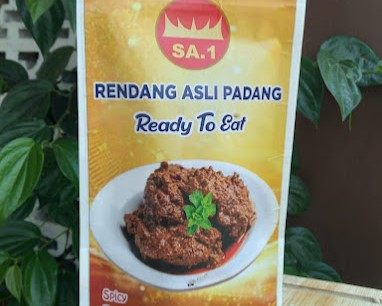 SA.1
RENDANG ASLI PADANG
Ready To Eat
Spicy